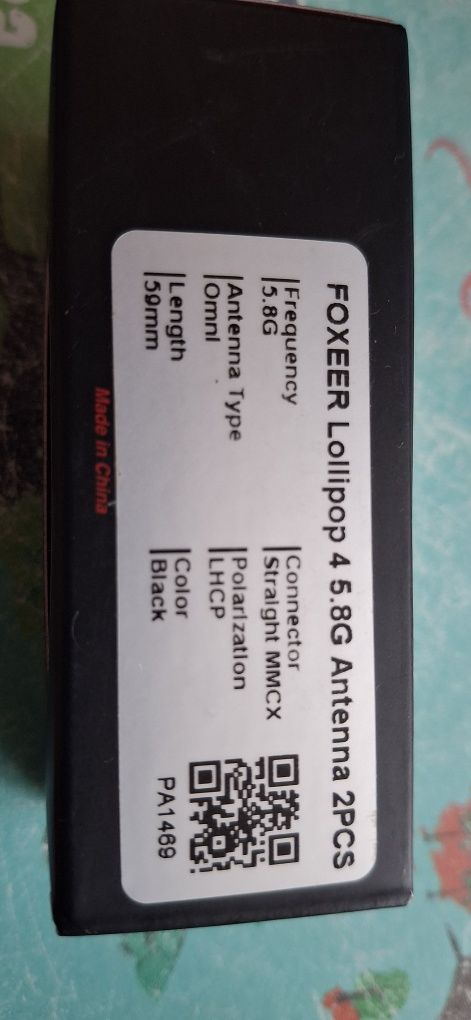 FOXEER Lollipop 4 5.8G Antenna 2PCS
Frequency
5.8G
Connector
Straight MMCX
Antenna Type
Omni
Polarization
LHCP
Length
59mm
Color
Black
PA1469
Made in China